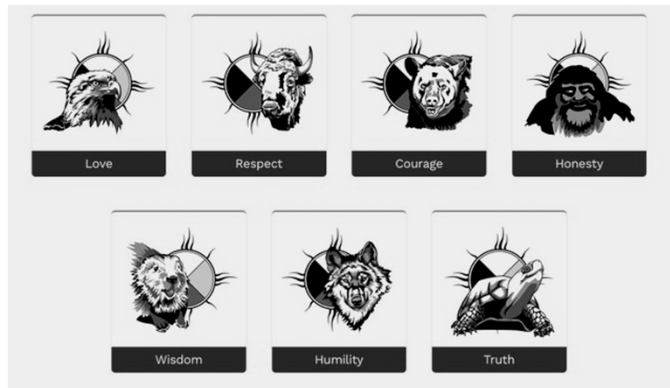 Love
Respect
Courage
Honesty
Wisdom
Humility
Truth